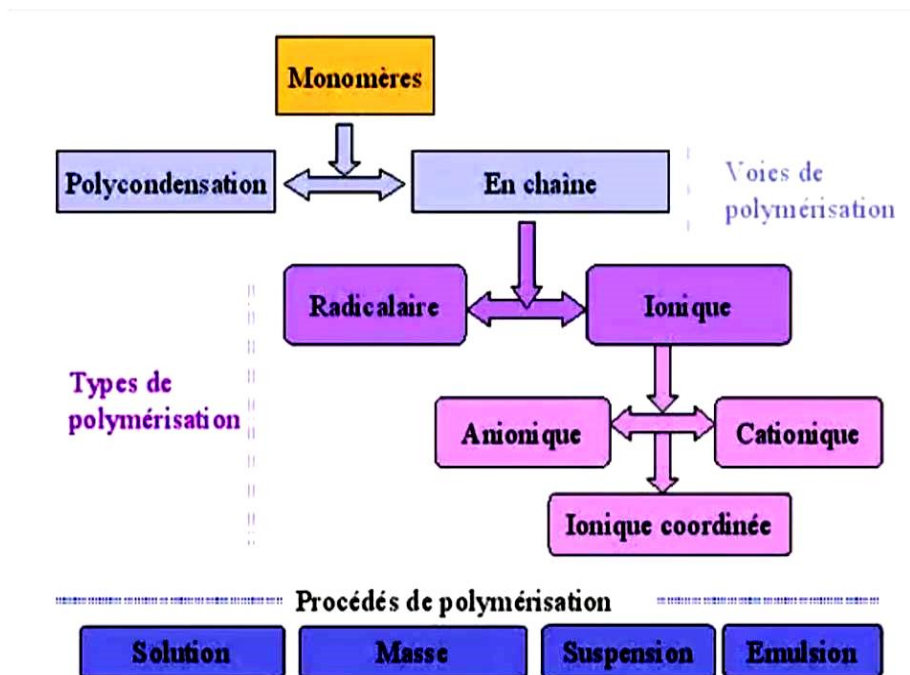 Monomères
Polycondensation
En chaîne
Voies de
polymérisation
Radicalaire
Ionique
Types de
polymérisation
Anionique
Cationique
Ionique coordinée
Procédés de polymérisation
Solution
Masse
Suspension
Emulsion